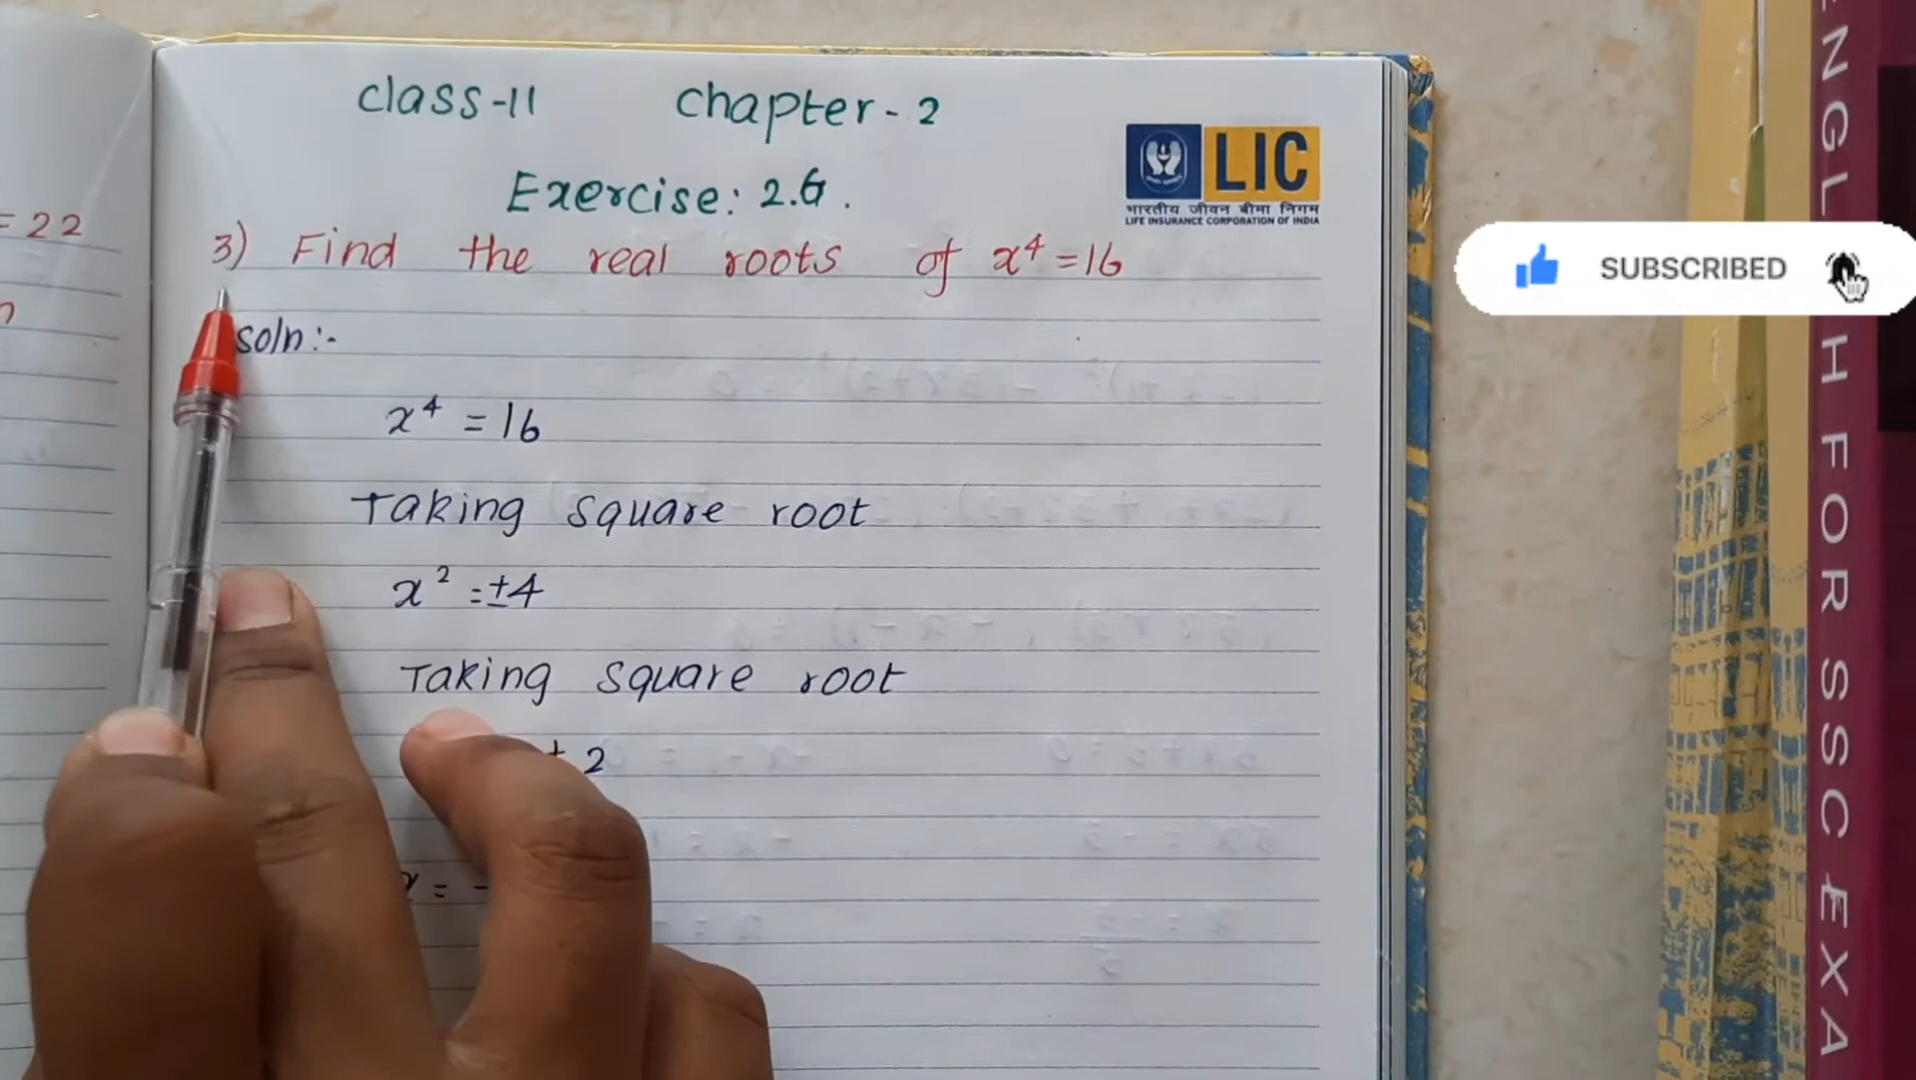 class-11 chapter-2
Exercise: 2.6.
LIC
भारतीय जीवन बीमा निगम
LIFE INSURANCE CORPORATION OF INDIA
= 22
3) Find the real roots of x⁴ = 16
SUBSCRIBED
soln :-
x⁴ = 16
Taking square root
x² = ±4
Taking square root
2
x = -
ENGLISH FOR SSC EXA